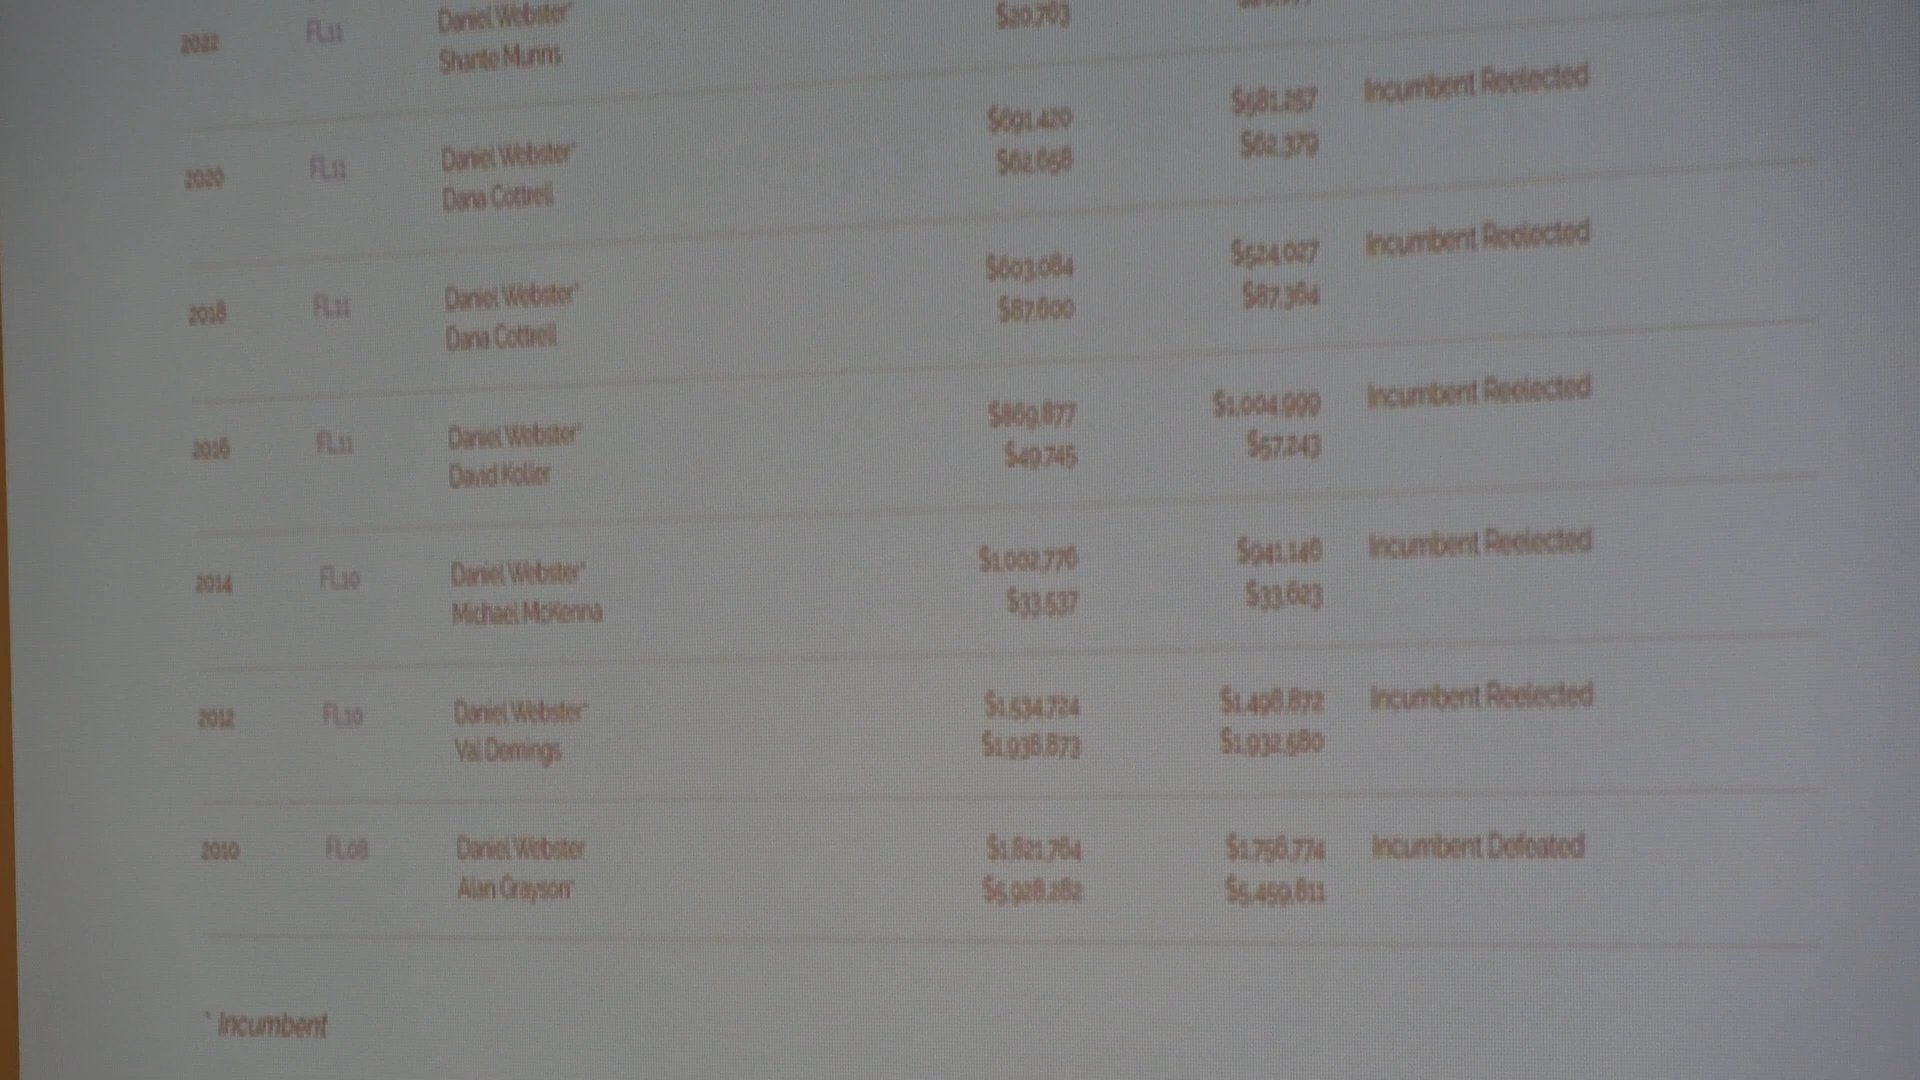 2022 FL11 Daniel Webster* $20,763
Shante Munns
2020 FL11 Daniel Webster* $691,420 $581,257 Incumbent Reelected
Dana Cottrell $62,658 $62,379
2018 FL11 Daniel Webster* $603,084 $524,027 Incumbent Reelected
Dana Cottrell $87,600 $87,364
2016 FL11 Daniel Webster* $869,877 $1,004,999 Incumbent Reelected
David Koller $49,745 $57,243
2014 FL10 Daniel Webster* $1,002,776 $941,146 Incumbent Reelected
Michael McKenna $33,537 $33,623
2012 FL10 Daniel Webster* $1,534,724 $1,498,872 Incumbent Reelected
Val Demings $1,938,873 $1,932,580
2010 FL08 Daniel Webster $1,821,764 $1,756,774 Incumbent Defeated
Alan Grayson* $5,928,282 $5,459,811
* Incumbent